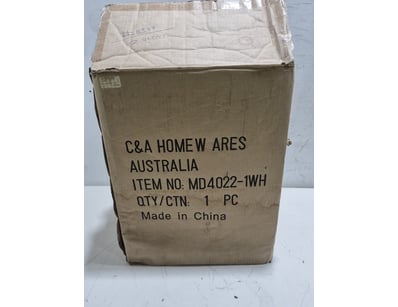 C&A HOMEW ARES
AUSTRALIA
ITEM NO: MD4022-1WH
QTY/CTN: 1 PC
Made in China